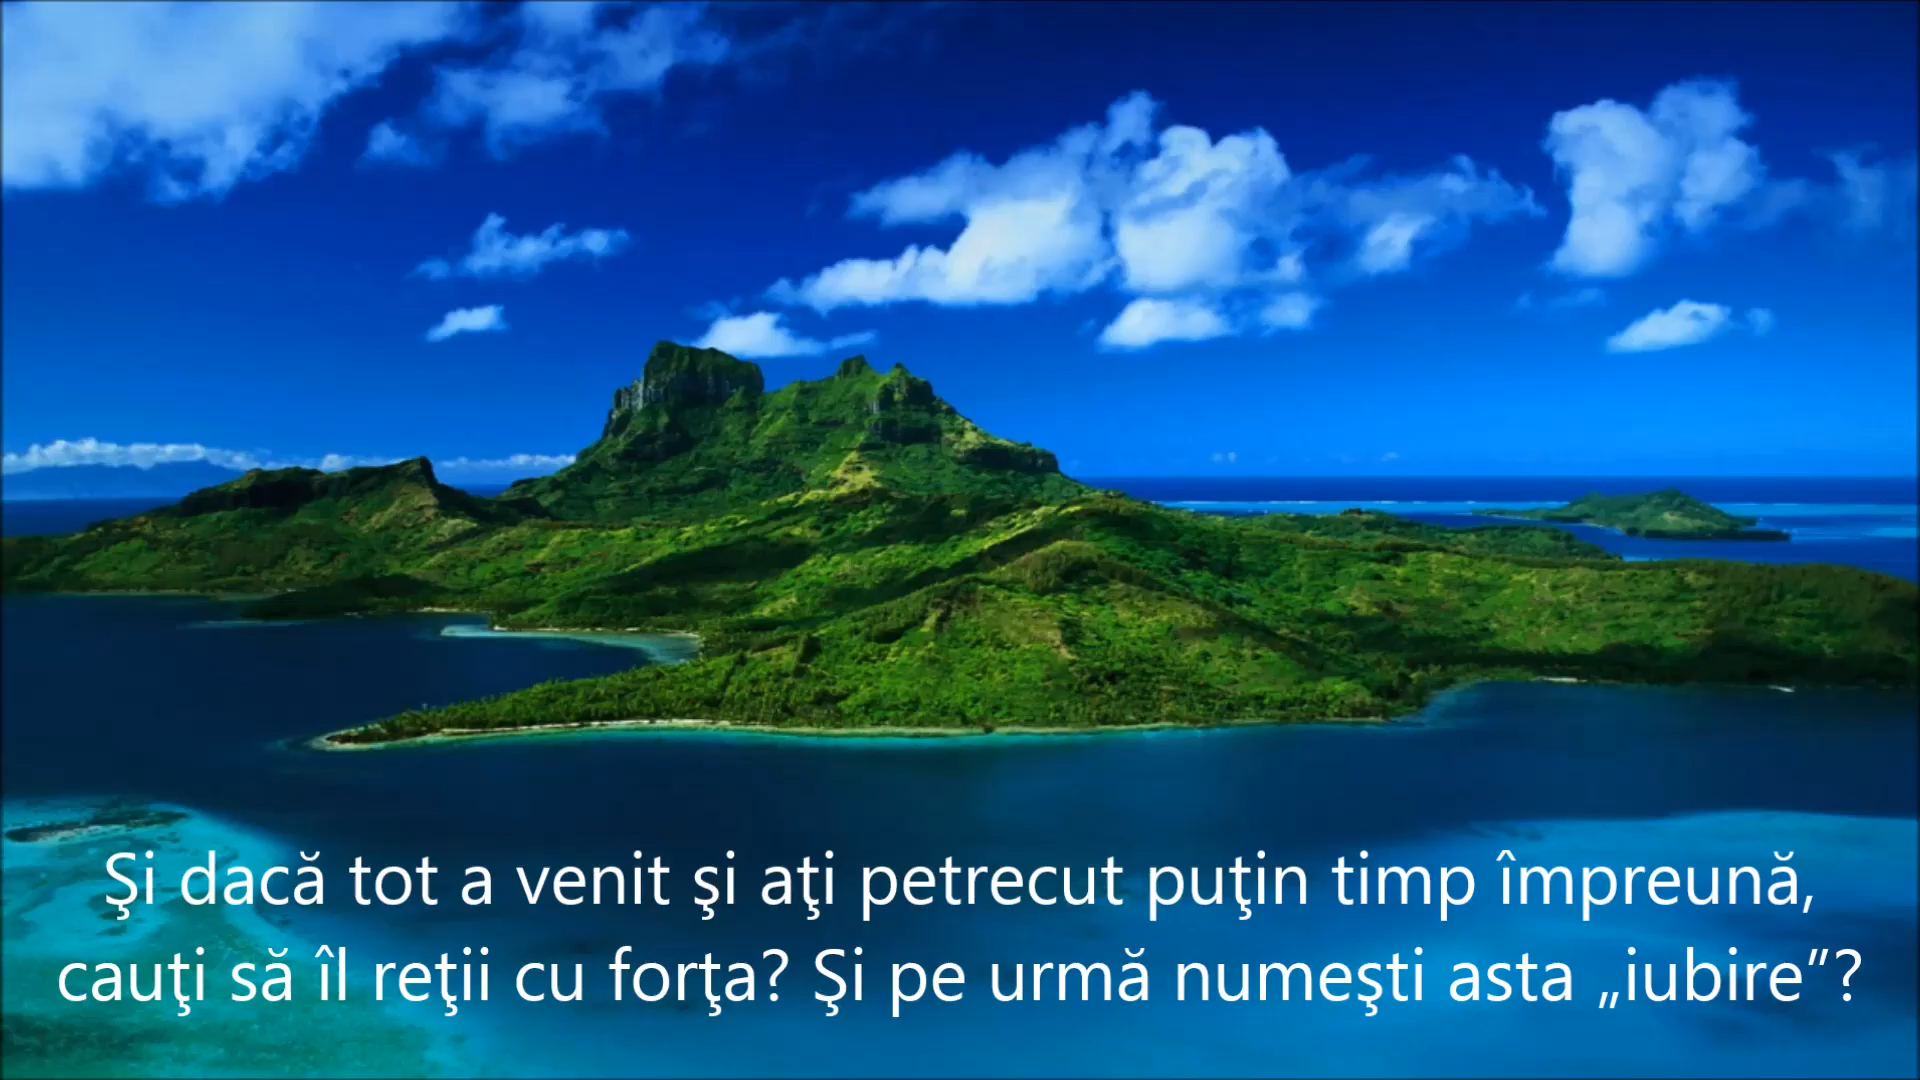 Şi dacă tot a venit şi aţi petrecut puţin timp împreună,
cauţi să îl reţii cu forţa? Şi pe urmă numeşti asta „iubire”?